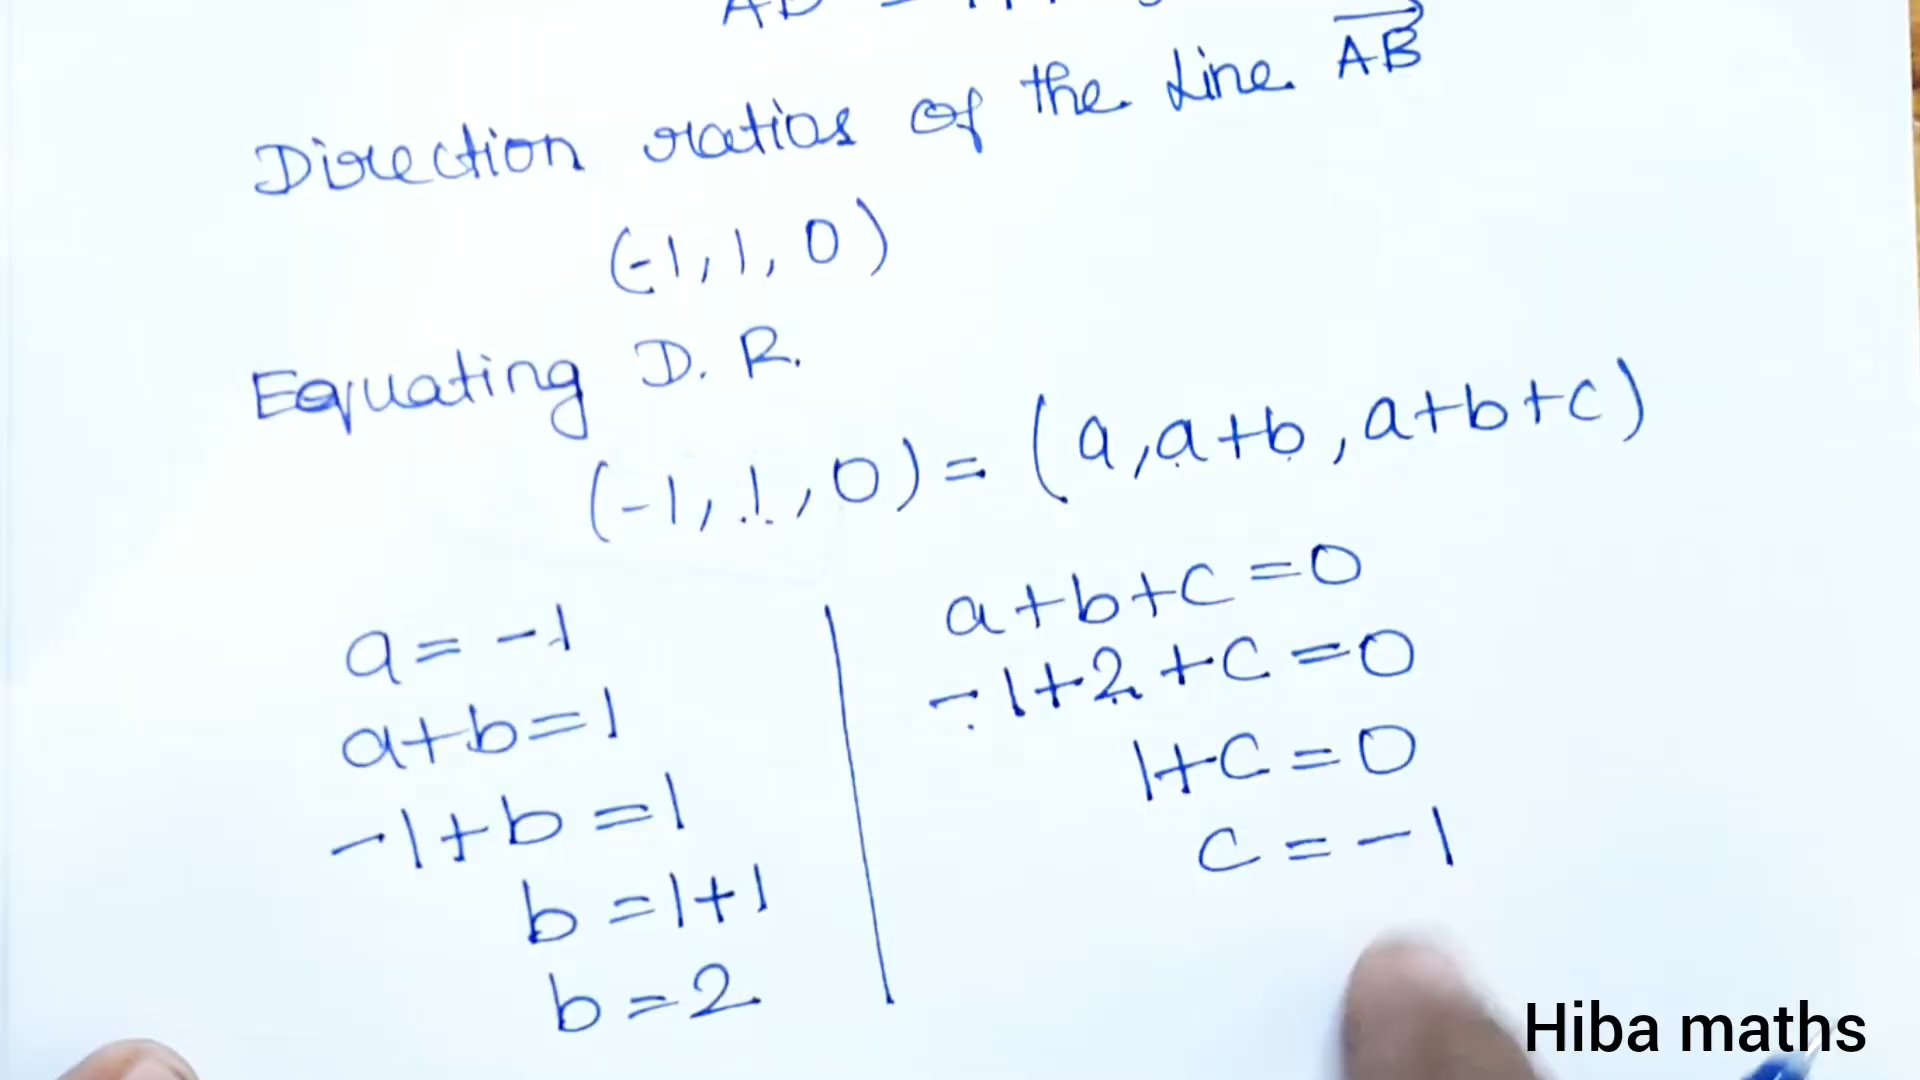 Direction ratios of the Line AB
(-1, 1, 0)
Equating D. R.
(-1, 1, 0) = (a, a+b, a+b+c)
a = -1
a+b=1
-1+b=1
b=1+1
b=2
a+b+c=0
-1+2+c=0
1+c=0
c=-1
Hiba maths